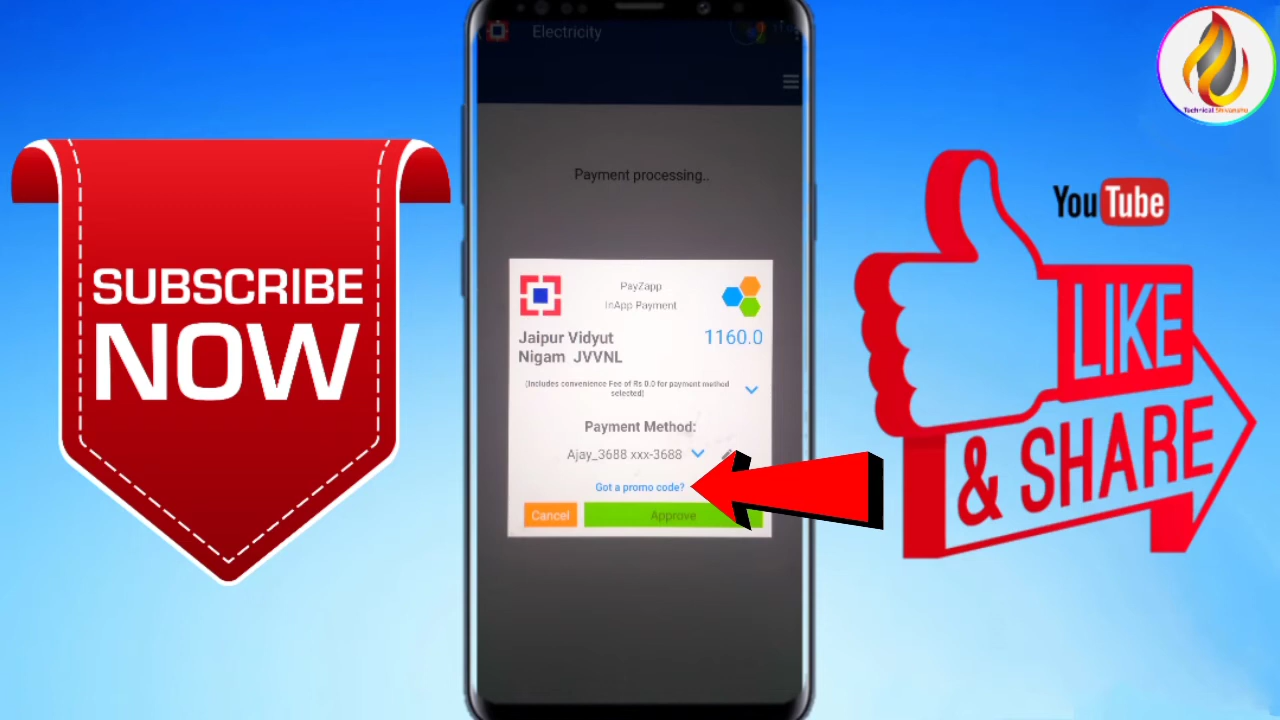 Electricity
Payment processing..
PayZapp
InApp Payment
Jaipur Vidyut
Nigam JVVNL
1160.0
(Includes convenience Fee of Rs 0.0 for payment method
selected)
Payment Method:
Ajay_3688 xxx-3688
Got a promo code?
Cancel
Approve
SUBSCRIBE
NOW
YouTube
LIKE
& SHARE
Technical Shivanshu